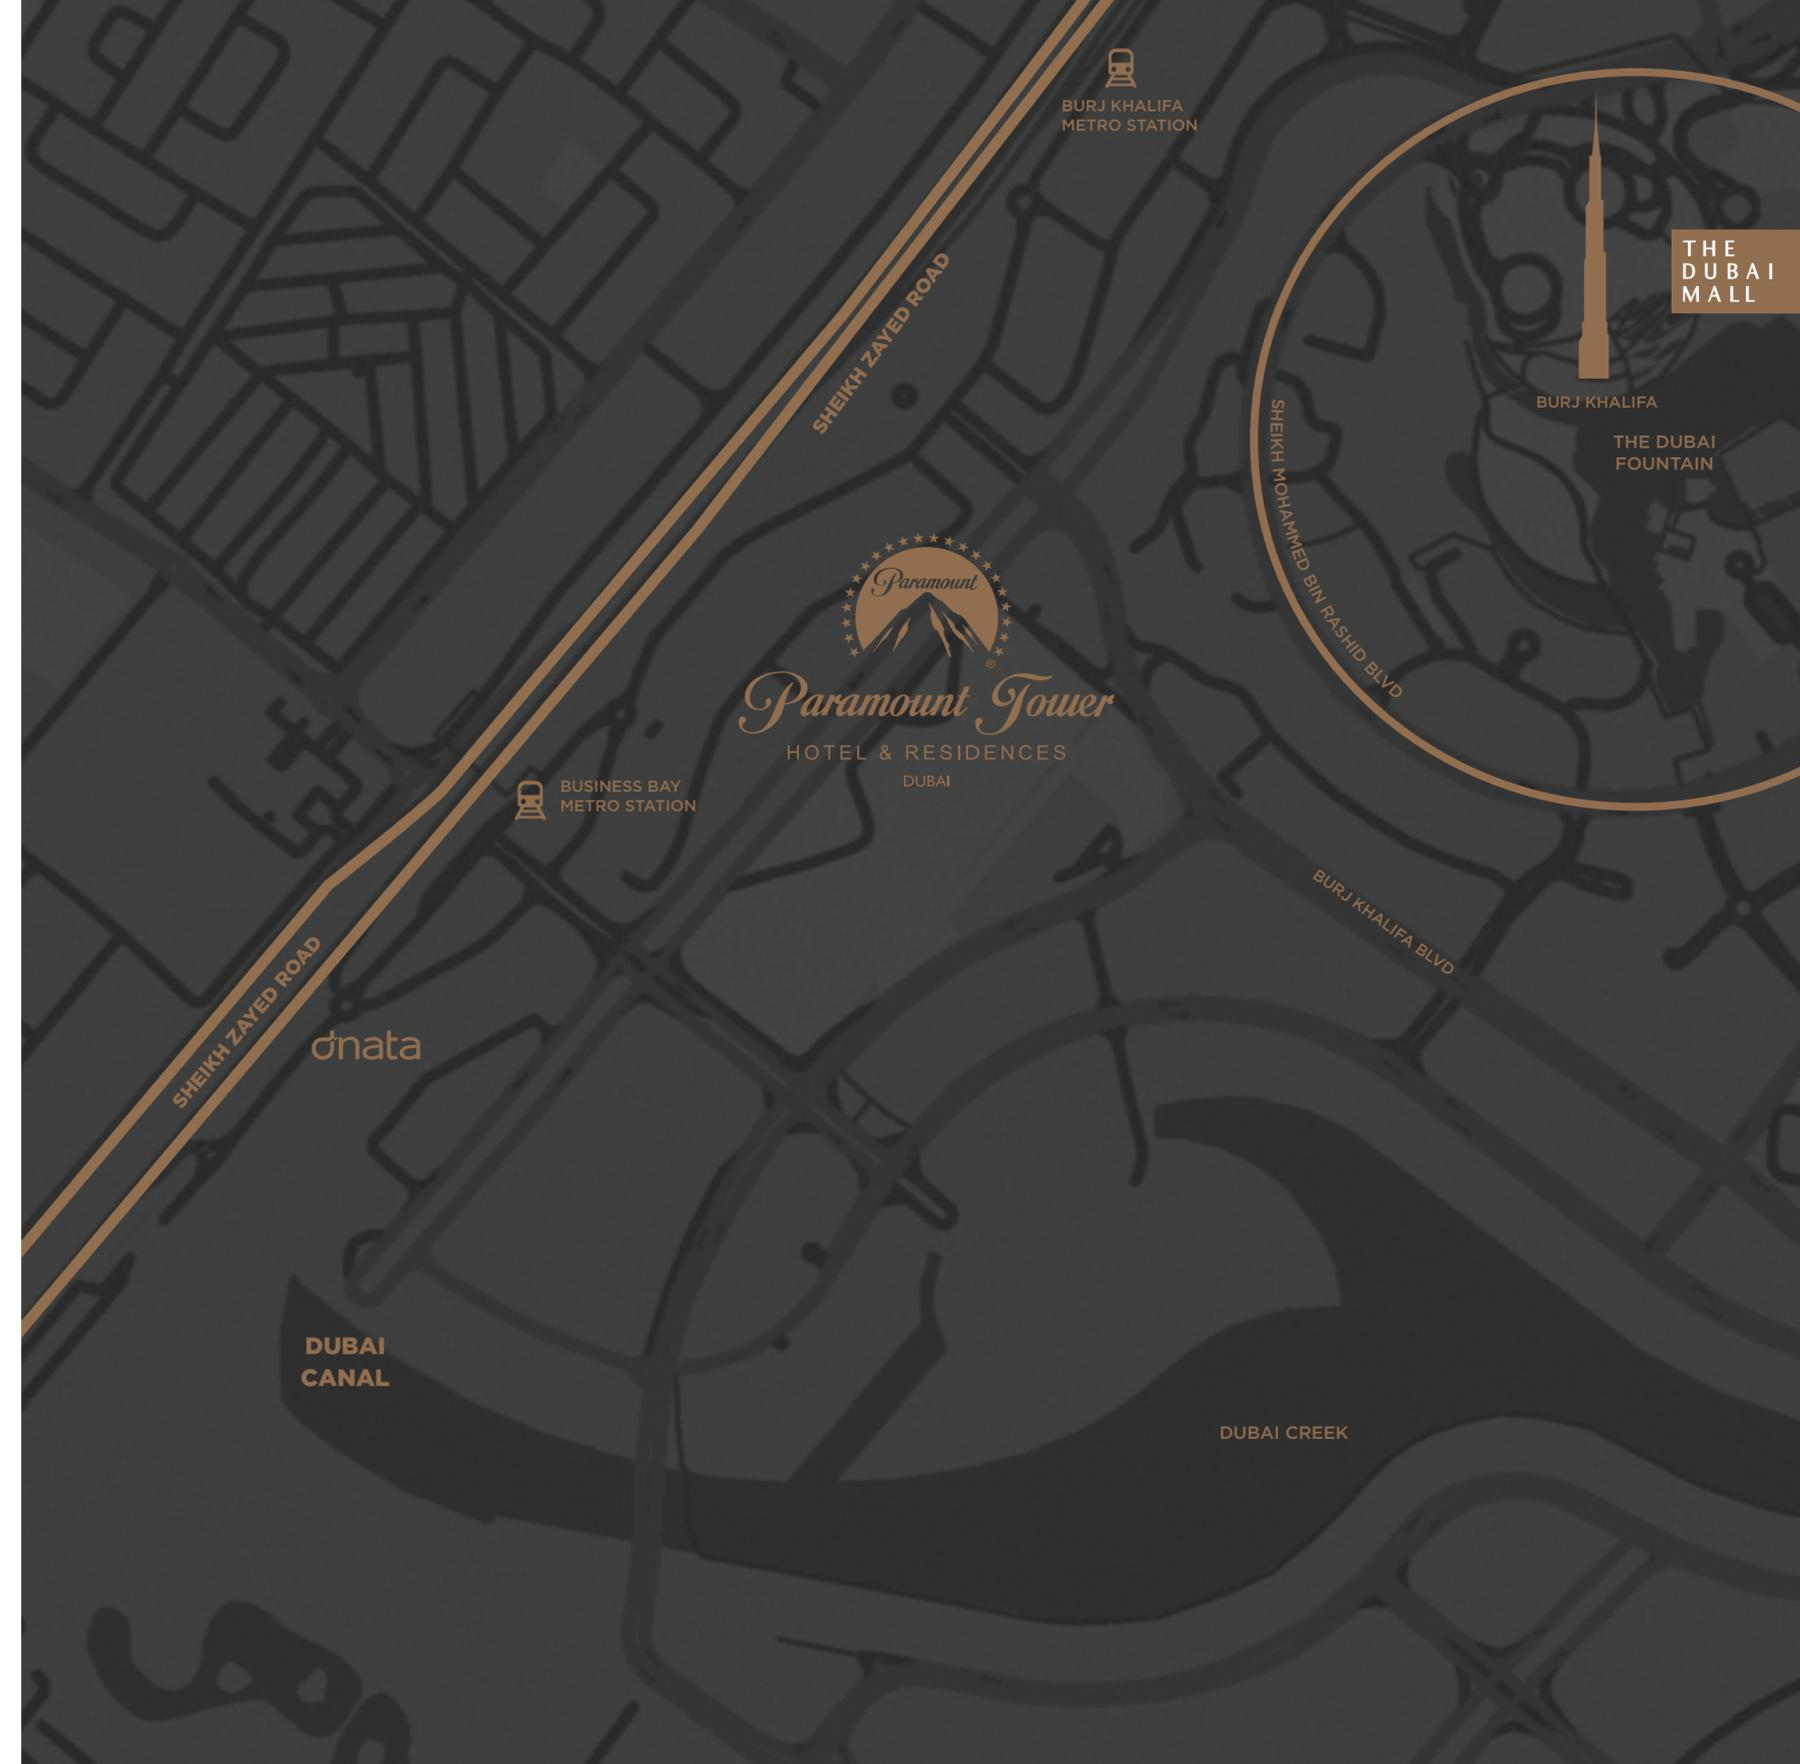 BURJ KHALIFA
METRO STATION
THE
DUBAI
MALL
SHEIKH ZAYED ROAD
BURJ KHALIFA
THE DUBAI
FOUNTAIN
SHEIKH MOHAMMED BIN RASHID BLVD
Paramount
®
Paramount Tower
HOTEL & RESIDENCES
DUBAI
BUSINESS BAY
METRO STATION
BURJ KHALIFA BLVD
SHEIKH ZAYED ROAD
dnata
DUBAI
CANAL
DUBAI CREEK